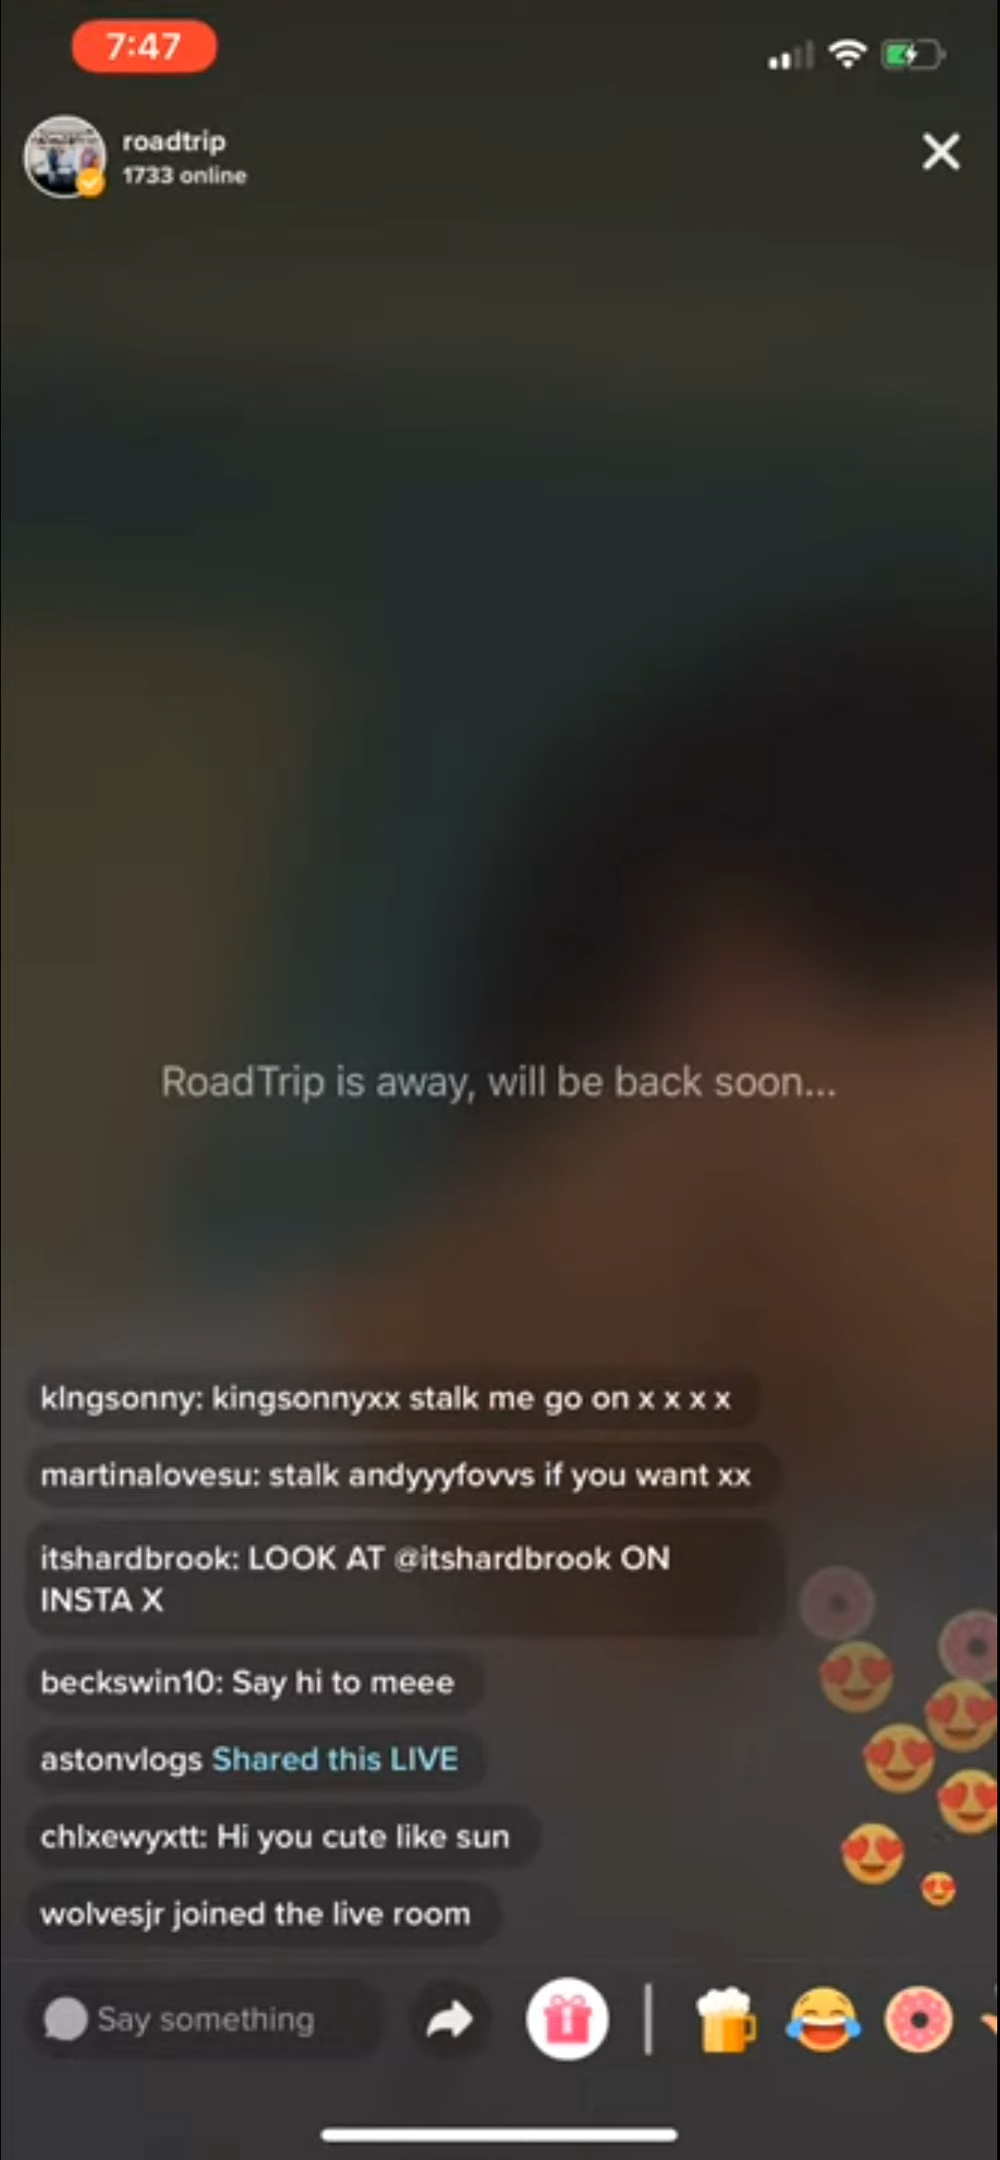 7:47
roadtrip
1733 online
RoadTrip is away, will be back soon...
klngsonny: kingsonnyxx stalk me go on x x x x
martinalovesu: stalk andyyyfovvs if you want xx
itshardbrook: LOOK AT @itshardbrook ON
INSTA X
beckswin10: Say hi to meee
astonvlogs Shared this LIVE
chlxewyxtt: Hi you cute like sun
wolvesjr joined the live room
Say something